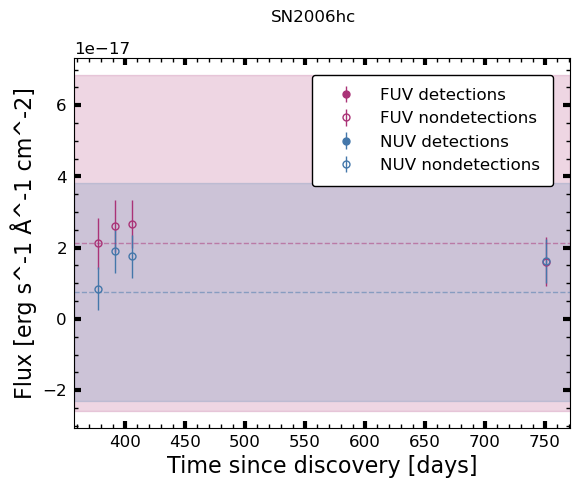 SN2006hc
1e−17
6
4
2
0
−2
Flux [erg s^-1 Å^-1 cm^-2]
FUV detections
FUV nondetections
NUV detections
NUV nondetections
400 450 500 550 600 650 700 750
Time since discovery [days]